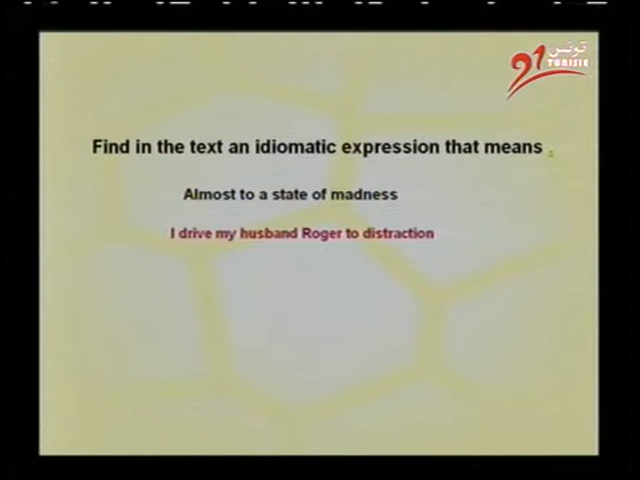 تونس
21 TUNISIE
Find in the text an idiomatic expression that means :
Almost to a state of madness
I drive my husband Roger to distraction